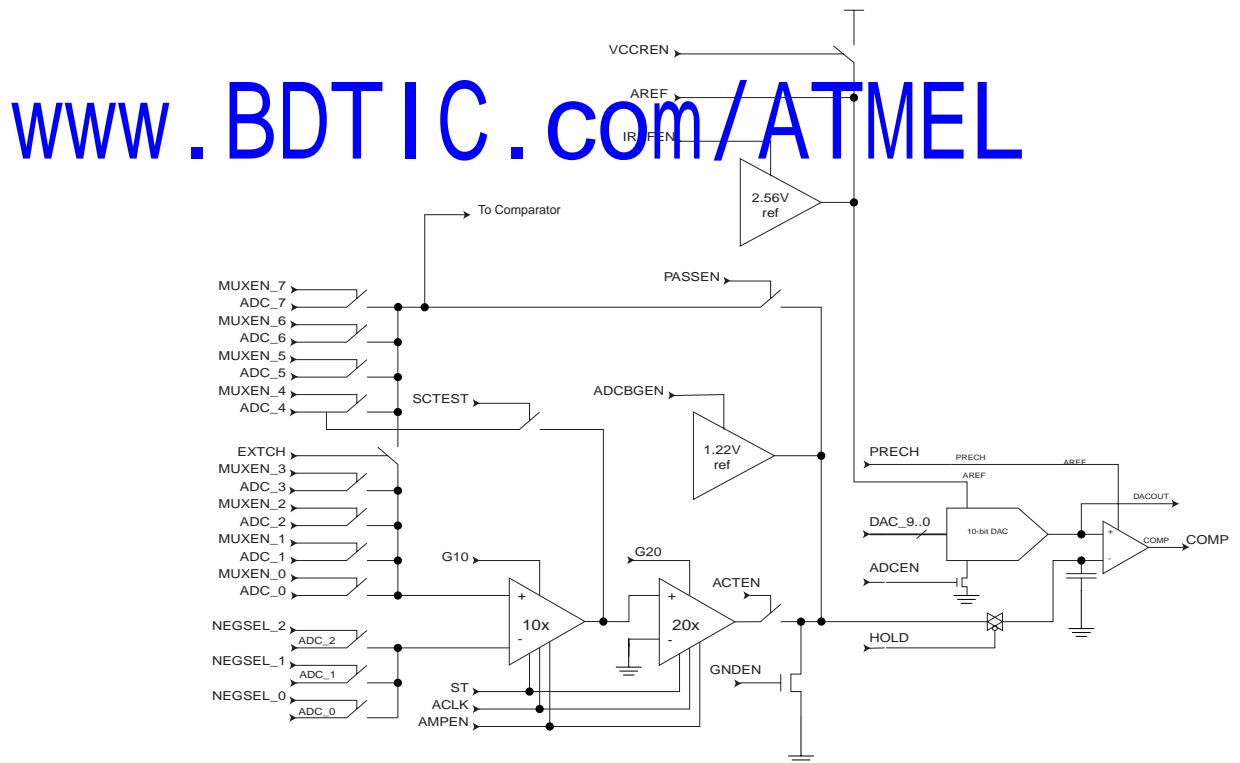 VCCREN
www.BDTIC.com/ATMEL
AREF
IREFEN
2.56V
ref
To Comparator
PASSEN
MUXEN_7
ADC_7
MUXEN_6
ADC_6
MUXEN_5
ADC_5
MUXEN_4
ADC_4
SCTEST
ADCBGEN
1.22V
ref
EXTCH
MUXEN_3
ADC_3
MUXEN_2
ADC_2
MUXEN_1
ADC_1
MUXEN_0
ADC_0
PRECH
PRECH
AREF
AREF
DACOUT
DAC_9..0
10-bit DAC
+
-
COMP
COMP
ADCEN
G10
+
10x
-
G20
+
20x
-
ACTEN
HOLD
NEGSEL_2
ADC_2
NEGSEL_1
ADC_1
NEGSEL_0
ADC_0
ST
ACLK
AMPEN
GNDEN